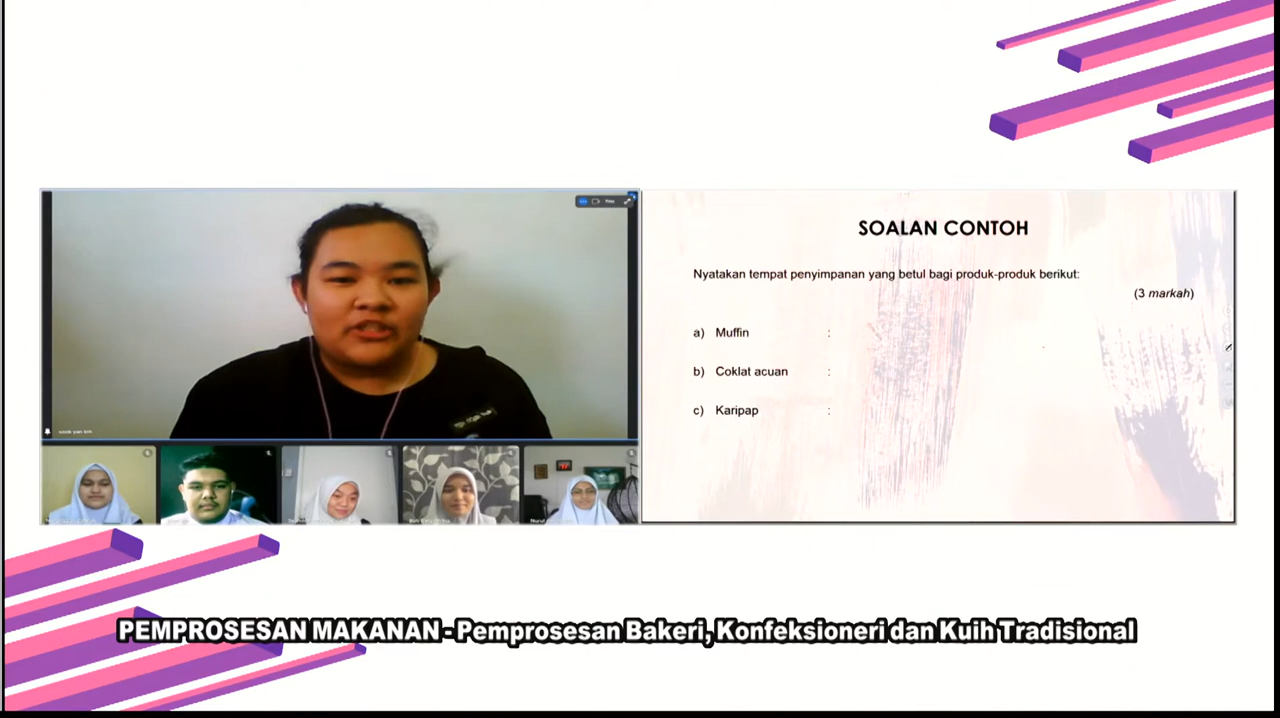 SOALAN CONTOH
Nyatakan tempat penyimpanan yang betul bagi produk-produk berikut:
(3 markah)
a) Muffin :
b) Coklat acuan :
c) Karipap :
PEMPROSESAN MAKANAN - Pemprosesan Bakeri, Konfeksioneri dan Kuih Tradisional